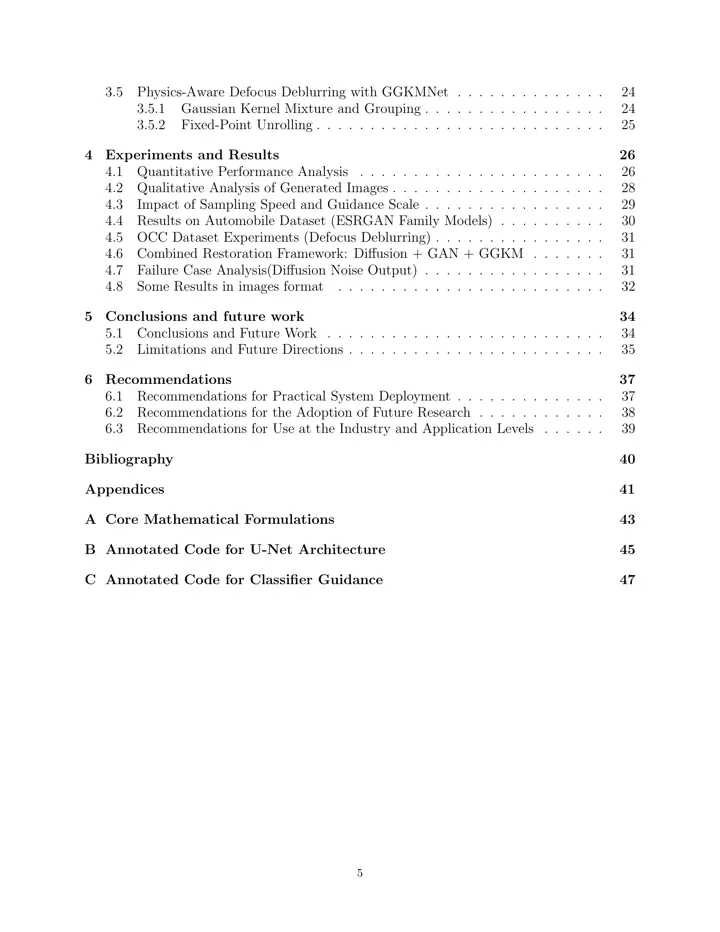 3.5 Physics-Aware Defocus Deblurring with GGKMNet . . . . . . . . . . . . . . 24
3.5.1 Gaussian Kernel Mixture and Grouping . . . . . . . . . . . . . . . . . 24
3.5.2 Fixed-Point Unrolling . . . . . . . . . . . . . . . . . . . . . . . . . . . 25
4 Experiments and Results 26
4.1 Quantitative Performance Analysis . . . . . . . . . . . . . . . . . . . . . . . 26
4.2 Qualitative Analysis of Generated Images . . . . . . . . . . . . . . . . . . . . 28
4.3 Impact of Sampling Speed and Guidance Scale . . . . . . . . . . . . . . . . . 29
4.4 Results on Automobile Dataset (ESRGAN Family Models) . . . . . . . . . . 30
4.5 OCC Dataset Experiments (Defocus Deblurring) . . . . . . . . . . . . . . . . 31
4.6 Combined Restoration Framework: Diffusion + GAN + GGKM . . . . . . . 31
4.7 Failure Case Analysis(Diffusion Noise Output) . . . . . . . . . . . . . . . . . 31
4.8 Some Results in images format . . . . . . . . . . . . . . . . . . . . . . . . . 32
5 Conclusions and future work 34
5.1 Conclusions and Future Work . . . . . . . . . . . . . . . . . . . . . . . . . . 34
5.2 Limitations and Future Directions . . . . . . . . . . . . . . . . . . . . . . . . 35
6 Recommendations 37
6.1 Recommendations for Practical System Deployment . . . . . . . . . . . . . . 37
6.2 Recommendations for the Adoption of Future Research . . . . . . . . . . . . 38
6.3 Recommendations for Use at the Industry and Application Levels . . . . . . 39
Bibliography 40
Appendices 41
A Core Mathematical Formulations 43
B Annotated Code for U-Net Architecture 45
C Annotated Code for Classifier Guidance 47
5